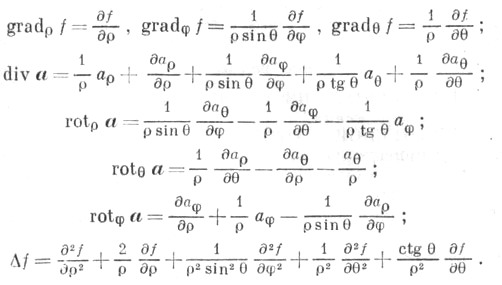 grad_ρ f = ∂f/∂ρ , grad_φ f = 1/(ρ sin θ) ∂f/∂φ , grad_θ f = 1/ρ ∂f/∂θ ;
div a = 1/ρ a_ρ + ∂a_ρ/∂ρ + 1/(ρ sin θ) ∂a_φ/∂φ + 1/(ρ tg θ) a_θ + 1/ρ ∂a_θ/∂θ ;
rot_ρ a = 1/(ρ sin θ) ∂a_θ/∂φ − 1/ρ ∂a_φ/∂θ − 1/(ρ tg θ) a_φ ;
rot_θ a = 1/ρ ∂a_ρ/∂θ − ∂a_θ/∂ρ − a_θ/ρ ;
rot_φ a = ∂a_φ/∂ρ + 1/ρ a_φ − 1/(ρ sin θ) ∂a_ρ/∂φ ;
Δf = ∂²f/∂ρ² + 2/ρ ∂f/∂ρ + 1/(ρ² sin² θ) ∂²f/∂φ² + 1/ρ² ∂²f/∂θ² + ctg θ/ρ² ∂f/∂θ .